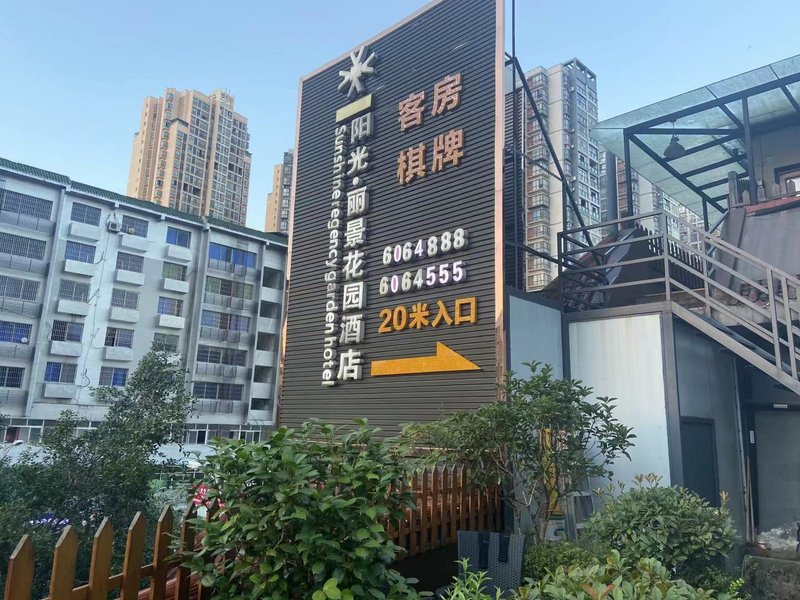 阳光·丽景花园酒店
Sunshine regency garden hotel
客房
棋牌
6064888
6064555
20米入口